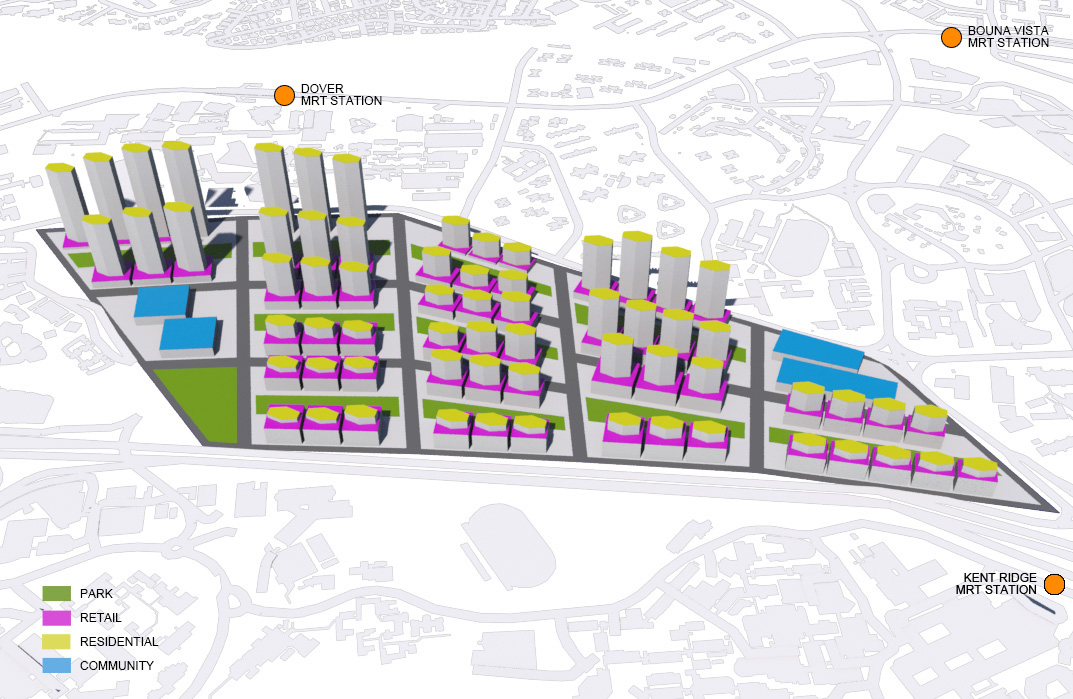 BOUNA VISTA
MRT STATION
DOVER
MRT STATION
KENT RIDGE
MRT STATION
PARK
RETAIL
RESIDENTIAL
COMMUNITY